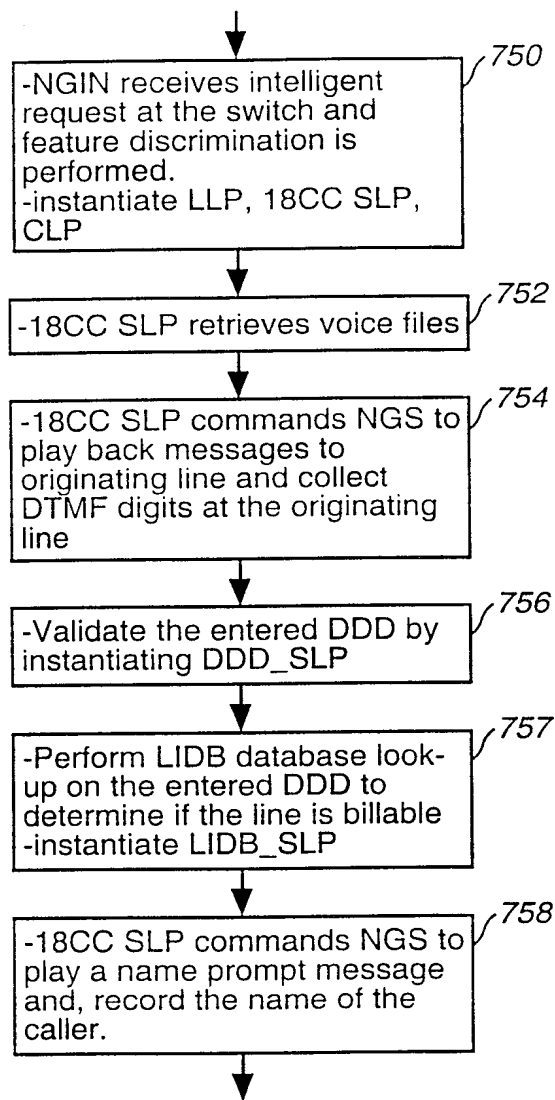 750
-NGIN receives intelligent
request at the switch and
feature discrimination is
performed.
-instantiate LLP, 18CC SLP,
CLP
752
-18CC SLP retrieves voice files
754
-18CC SLP commands NGS to
play back messages to
originating line and collect
DTMF digits at the originating
line
756
-Validate the entered DDD by
instantiating DDD_SLP
757
-Perform LIDB database look-
up on the entered DDD to
determine if the line is billable
-instantiate LIDB_SLP
758
-18CC SLP commands NGS to
play a name prompt message
and, record the name of the
caller.